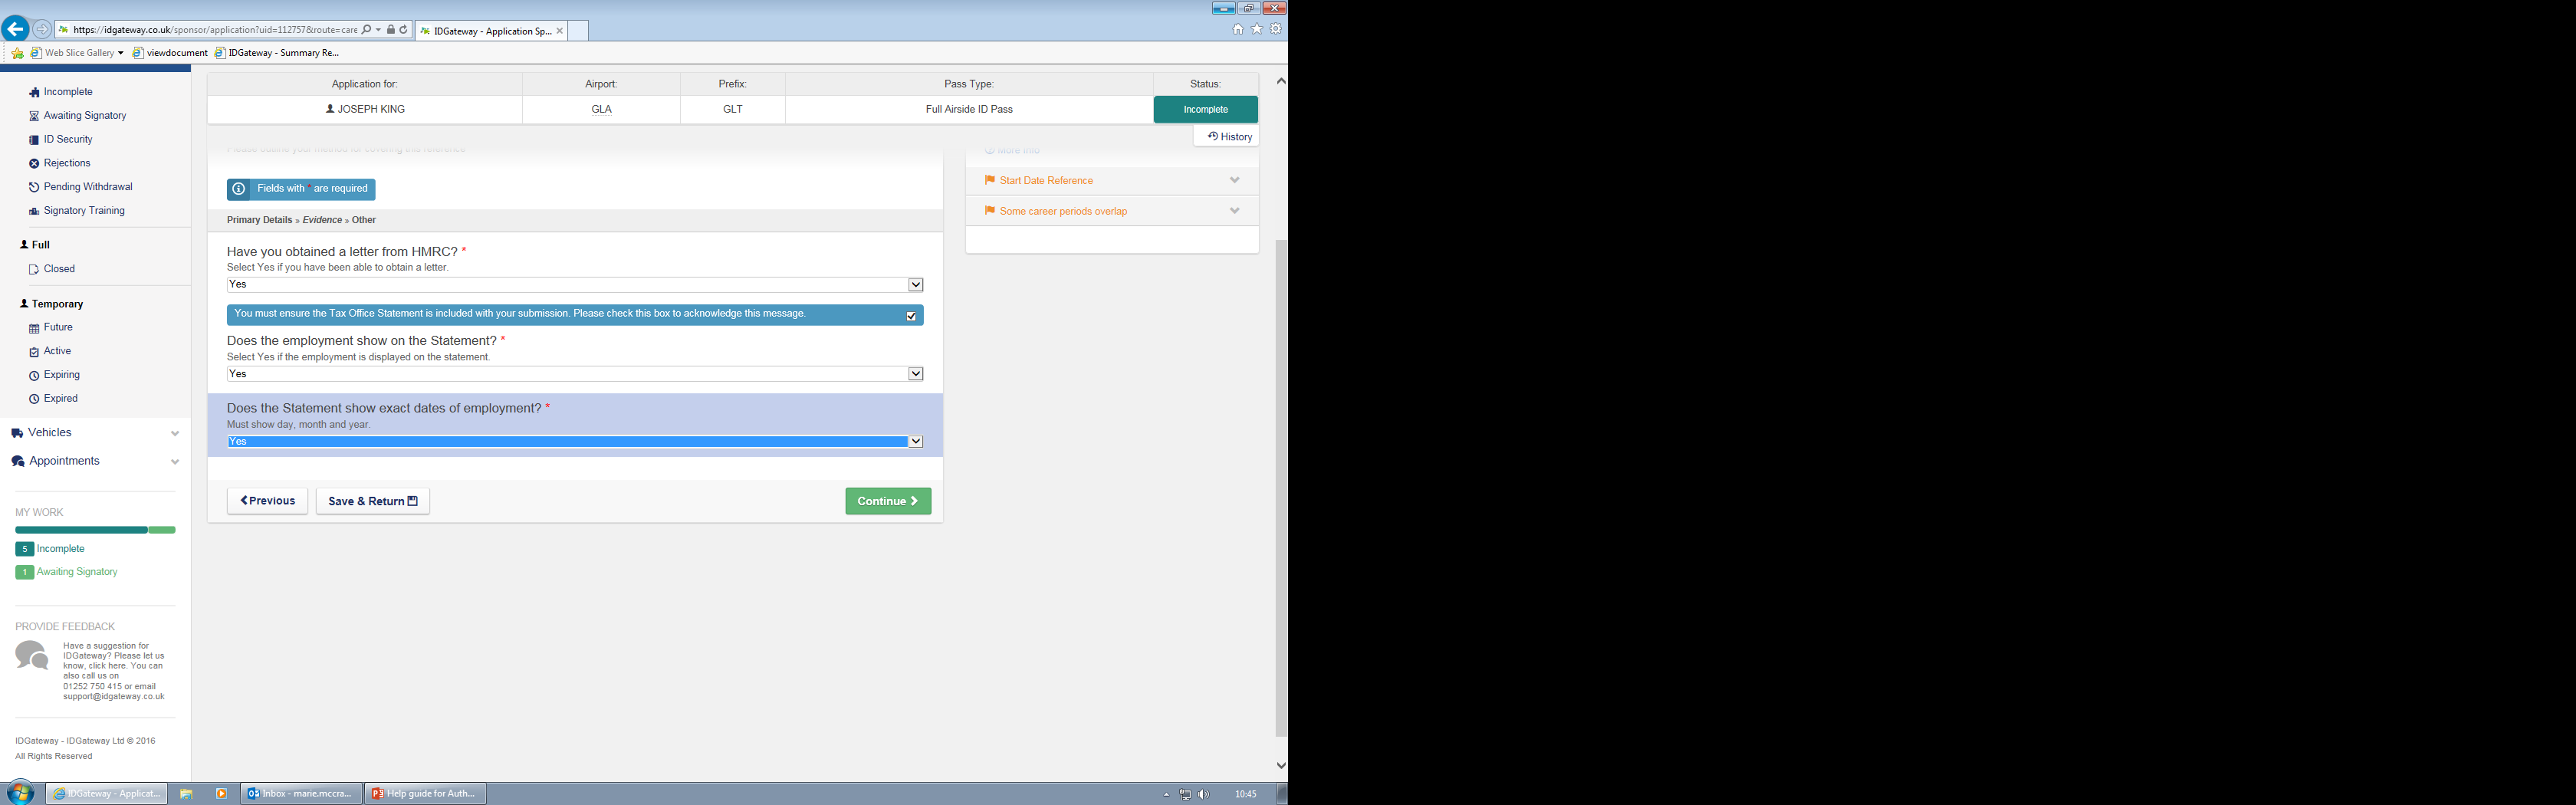 https://idgateway.co.uk/sponsor/application?uid=112757&route=care
IDGateway - Application Sp...
Web Slice Gallery
viewdocument
IDGateway - Summary Re...
Incomplete
Awaiting Signatory
ID Security
Rejections
Pending Withdrawal
Signatory Training
Full
Closed
Temporary
Future
Active
Expiring
Expired
Vehicles
Appointments
MY WORK
5 Incomplete
1 Awaiting Signatory
PROVIDE FEEDBACK
Have a suggestion for
IDGateway? Please let us
know, click here. You can
also call us on
01252 750 415 or email
support@idgateway.co.uk
IDGateway - IDGateway Ltd © 2016
All Rights Reserved
Application for: Airport: Prefix: Pass Type: Status:
JOSEPH KING GLA GLT Full Airside ID Pass Incomplete
History
Please outline your method for covering this reference
Fields with * are required
Primary Details » Evidence » Other
Have you obtained a letter from HMRC? *
Select Yes if you have been able to obtain a letter.
Yes
You must ensure the Tax Office Statement is included with your submission. Please check this box to acknowledge this message.
Does the employment show on the Statement? *
Select Yes if the employment is displayed on the statement.
Yes
Does the Statement show exact dates of employment? *
Must show day, month and year.
Yes
Previous
Save & Return
Continue
More Info
Start Date Reference
Some career periods overlap
IDGateway - Applicat...
Inbox - marie.mccra...
Help guide for Auth...
10:45